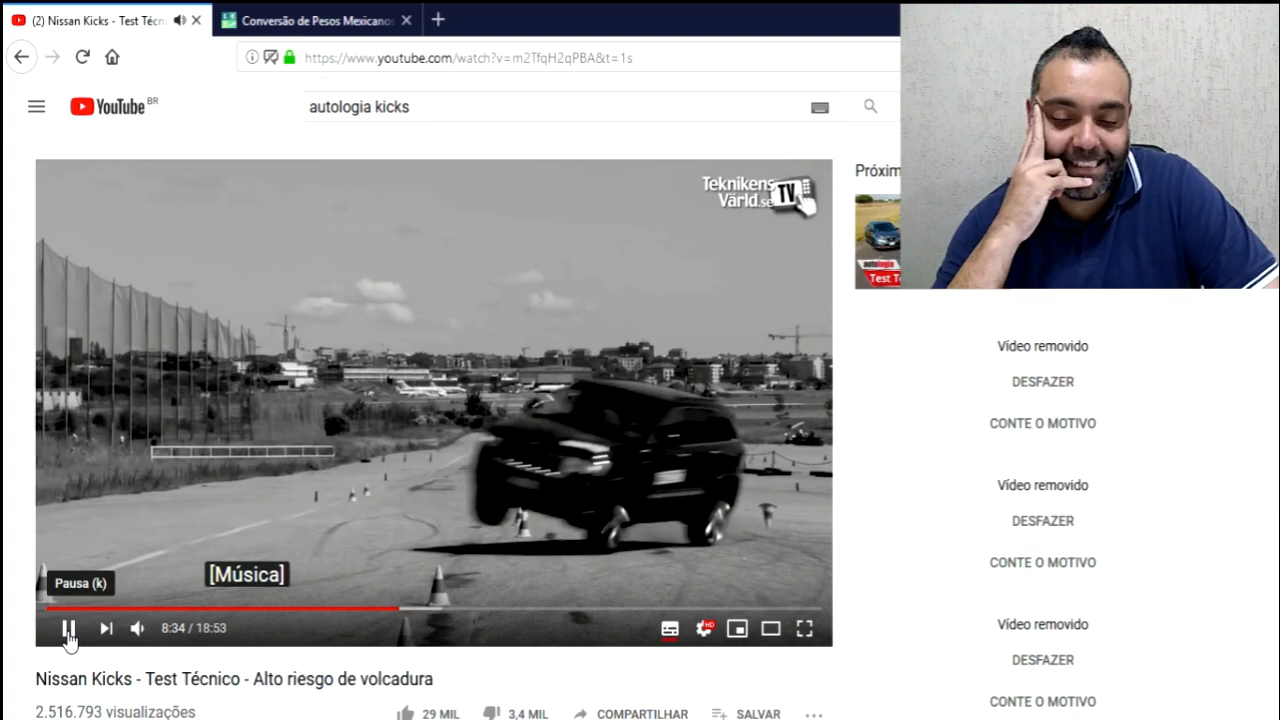 (2) Nissan Kicks - Test Técn
Conversão de Pesos Mexicanos
https://www.youtube.com/watch?v=m2TfqH2qPBA&t=1s
YouTube BR
autologia kicks
Teknikens
Värld.se
TV
Próxim
autologia
Test T
Vídeo removido
DESFAZER
CONTE O MOTIVO
Vídeo removido
DESFAZER
CONTE O MOTIVO
Vídeo removido
DESFAZER
CONTE O MOTIVO
[Música]
Pausa (k)
8:34 / 18:53
HD
Nissan Kicks - Test Técnico - Alto riesgo de volcadura
2.516.793 visualizações
29 MIL
3,4 MIL
COMPARTILHAR
SALVAR